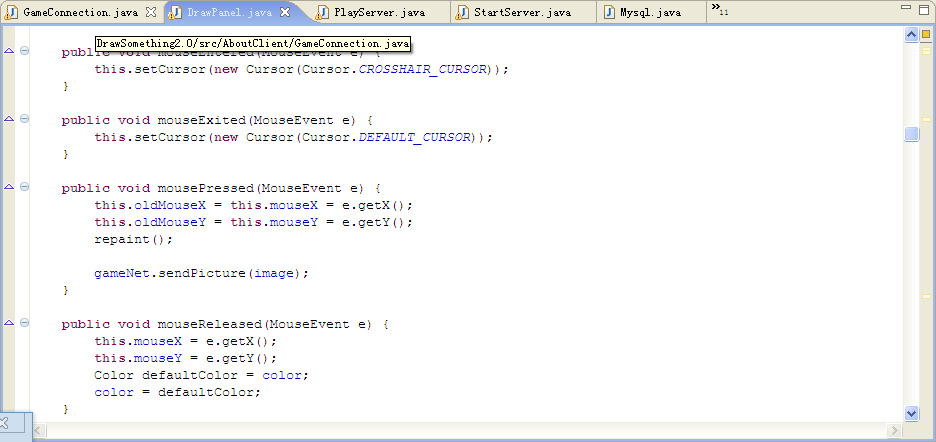 GameConnection.java DrawPanel.java PlayServer.java StartServer.java Mysql.java »11
DrawSomething2.0/src/AboutClient/GameConnection.java
public void mouseEntered(MouseEvent e) {
this.setCursor(new Cursor(Cursor.CROSSHAIR_CURSOR));
}
public void mouseExited(MouseEvent e) {
this.setCursor(new Cursor(Cursor.DEFAULT_CURSOR));
}
public void mousePressed(MouseEvent e) {
this.oldMouseX = this.mouseX = e.getX();
this.oldMouseY = this.mouseY = e.getY();
repaint();
gameNet.sendPicture(image);
}
public void mouseReleased(MouseEvent e) {
this.mouseX = e.getX();
this.mouseY = e.getY();
Color defaultColor = color;
color = defaultColor;
}